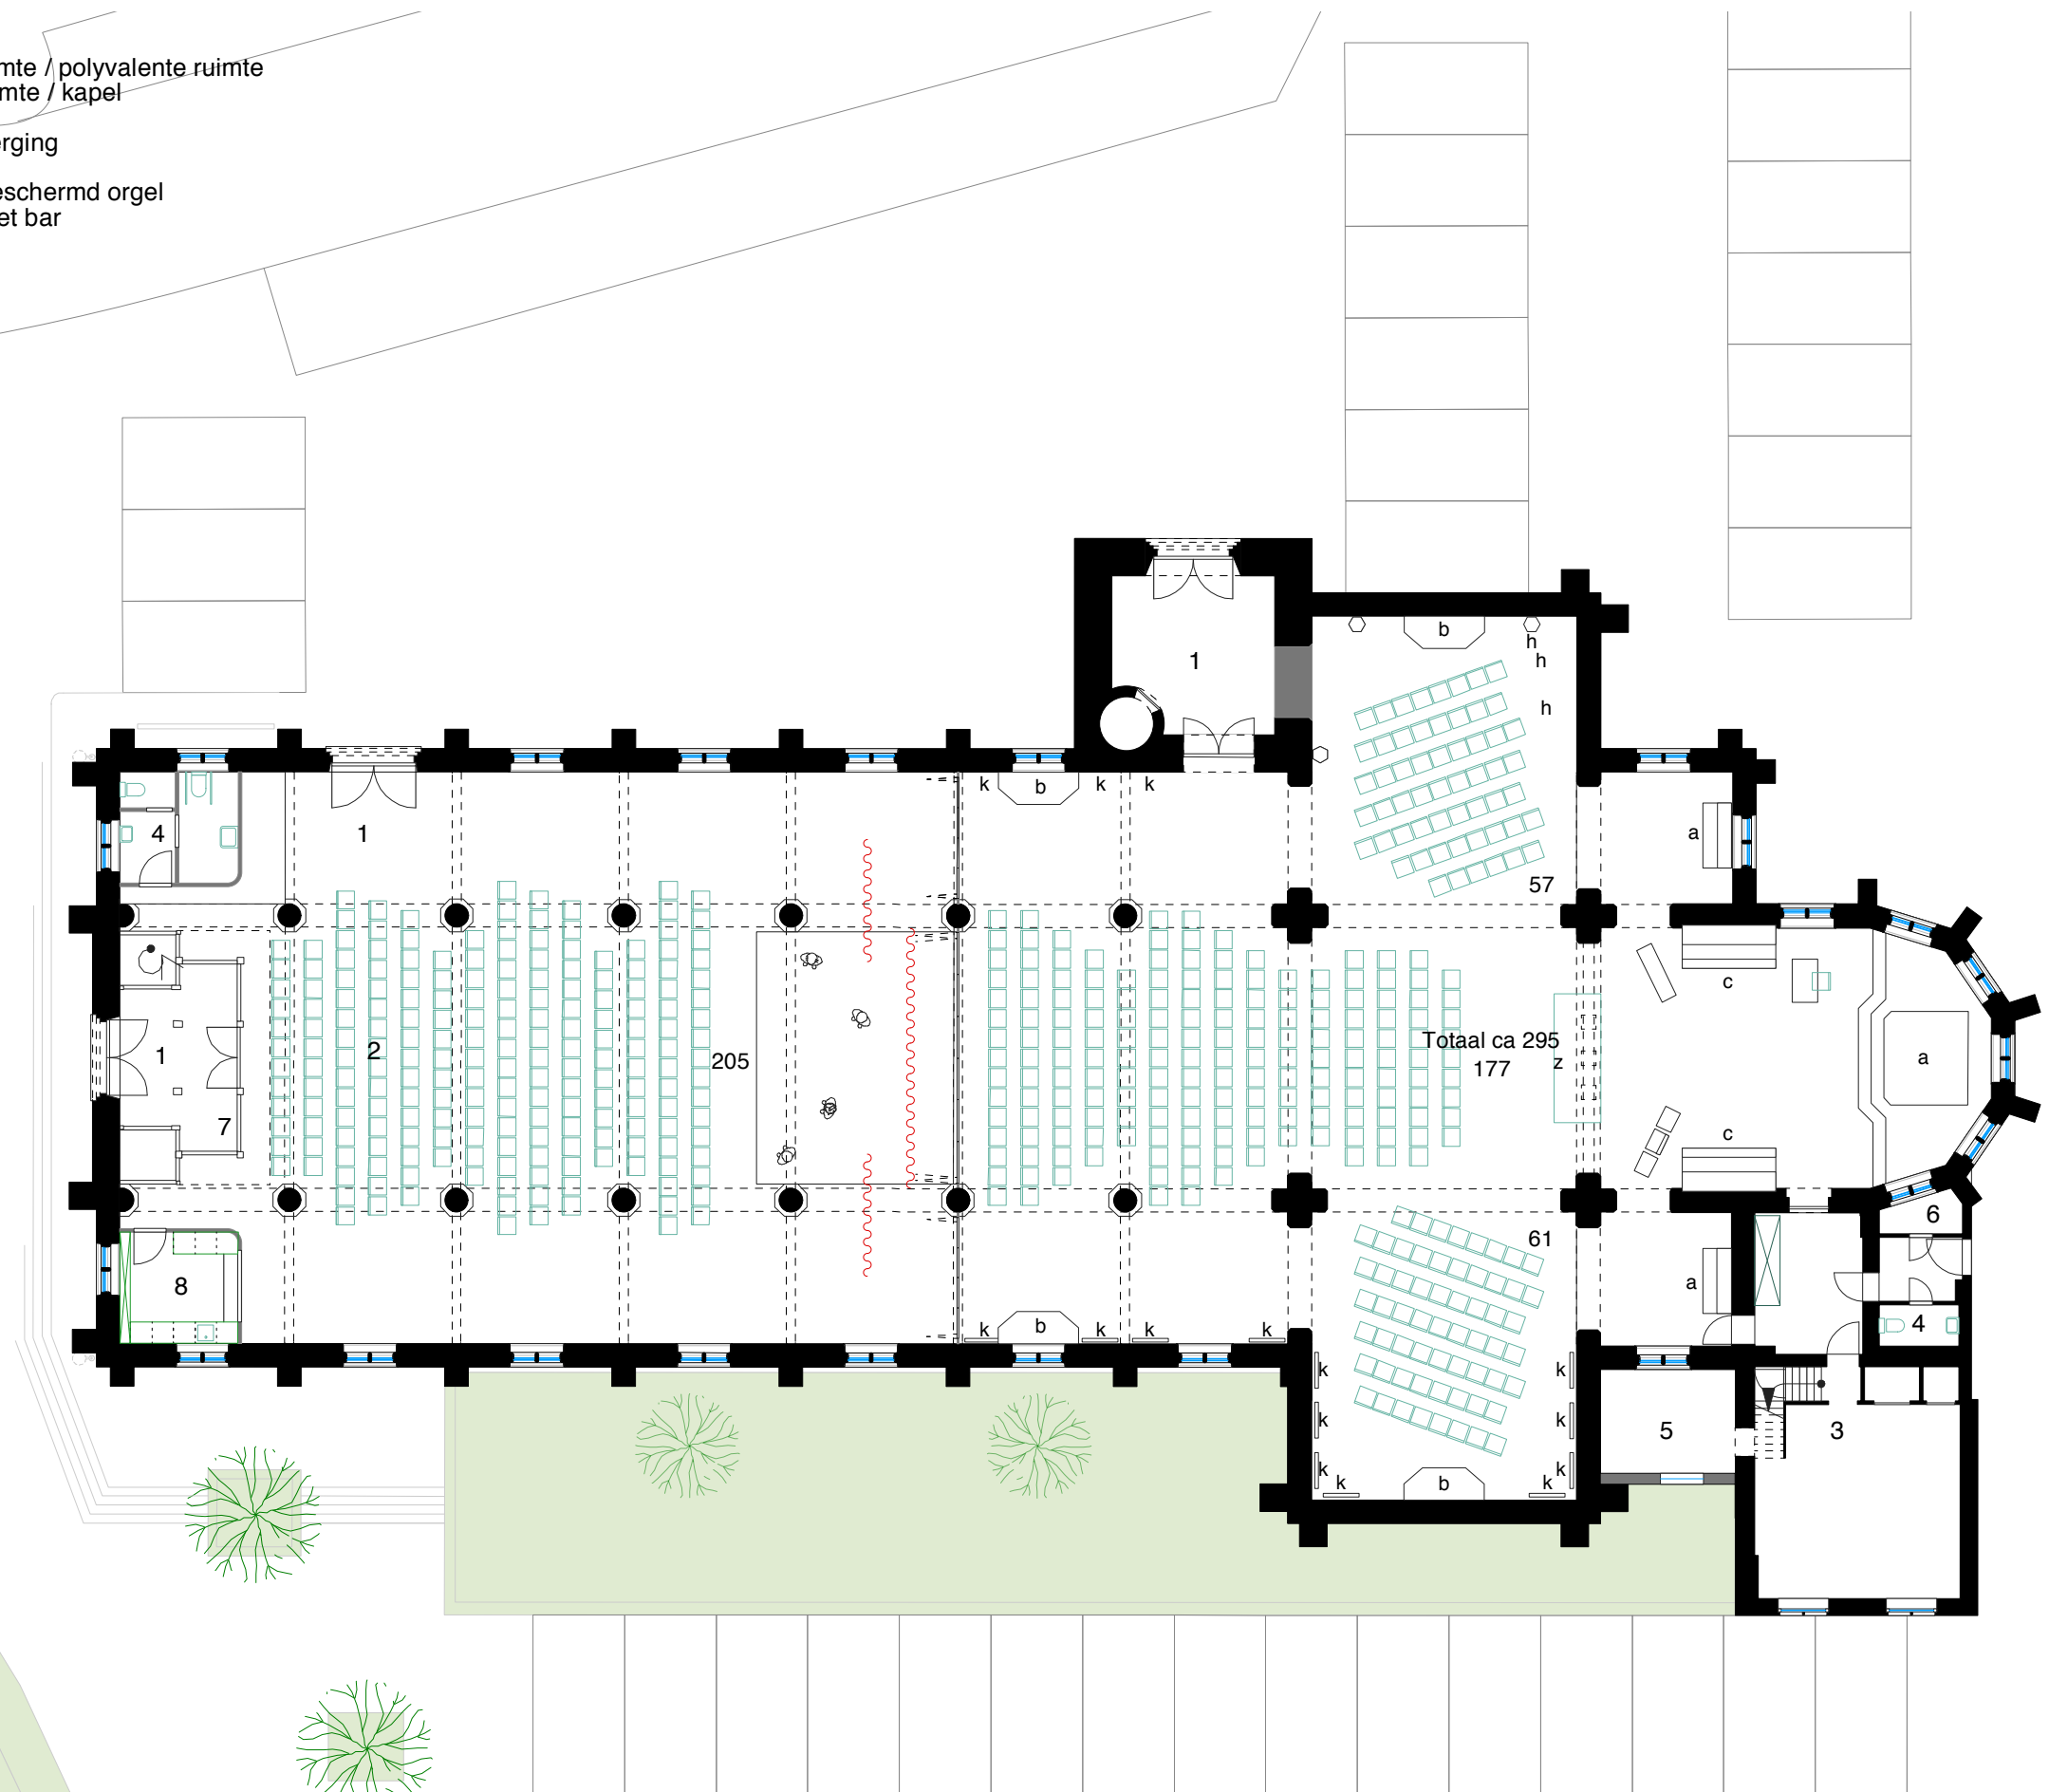 mte / polyvalente ruimte
mte / kapel
erging
eschermd orgel
et bar
b
h
h
1
h
k b k k
4 1 a
57
c
2 Totaal ca 295
1 205 z a
177
7 c
6
61
8 a
k b k k k 4
k k
k k 5 3
k k
k b k